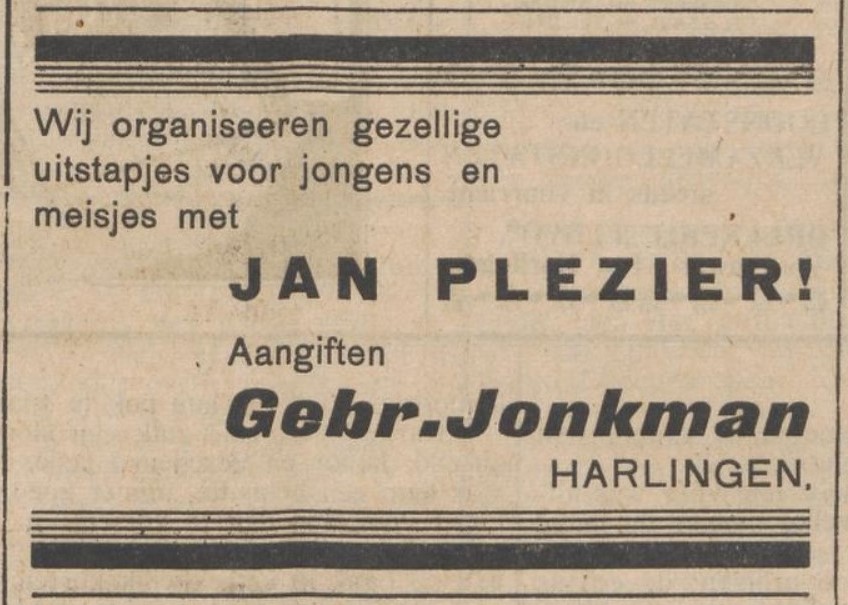 Wij organiseeren gezellige
uitstapjes voor jongens en
meisjes met
JAN PLEZIER!
Aangiften
Gebr. Jonkman
HARLINGEN.